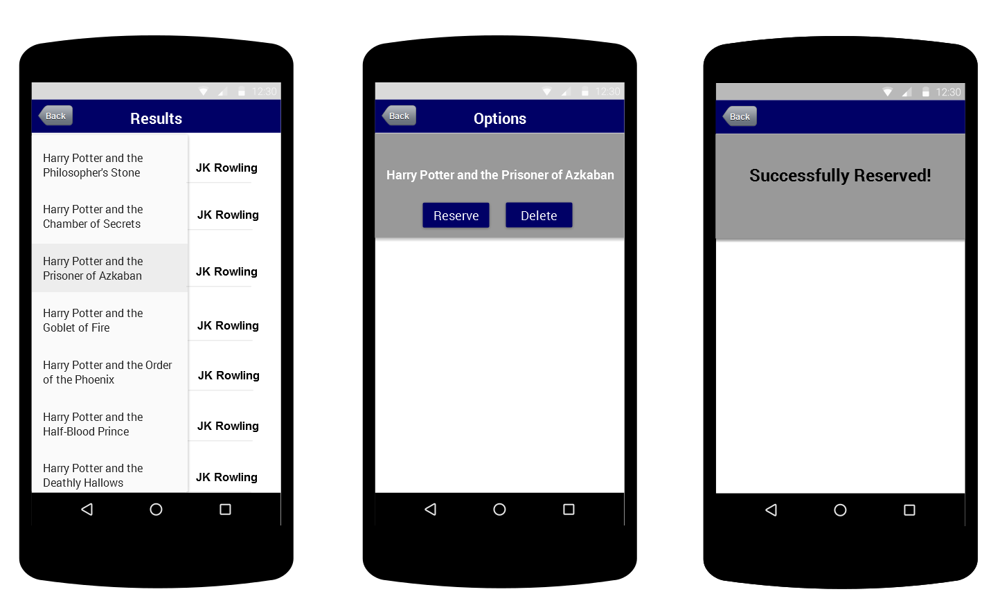 12:30
Back
Results
Harry Potter and the
Philosopher's Stone
JK Rowling
Harry Potter and the
Chamber of Secrets
JK Rowling
Harry Potter and the
Prisoner of Azkaban
JK Rowling
Harry Potter and the
Goblet of Fire
JK Rowling
Harry Potter and the Order
of the Phoenix
JK Rowling
Harry Potter and the
Half-Blood Prince
JK Rowling
Harry Potter and the
Deathly Hallows
JK Rowling
12:30
Back
Options
Harry Potter and the Prisoner of Azkaban
Reserve
Delete
12:30
Back
Successfully Reserved!